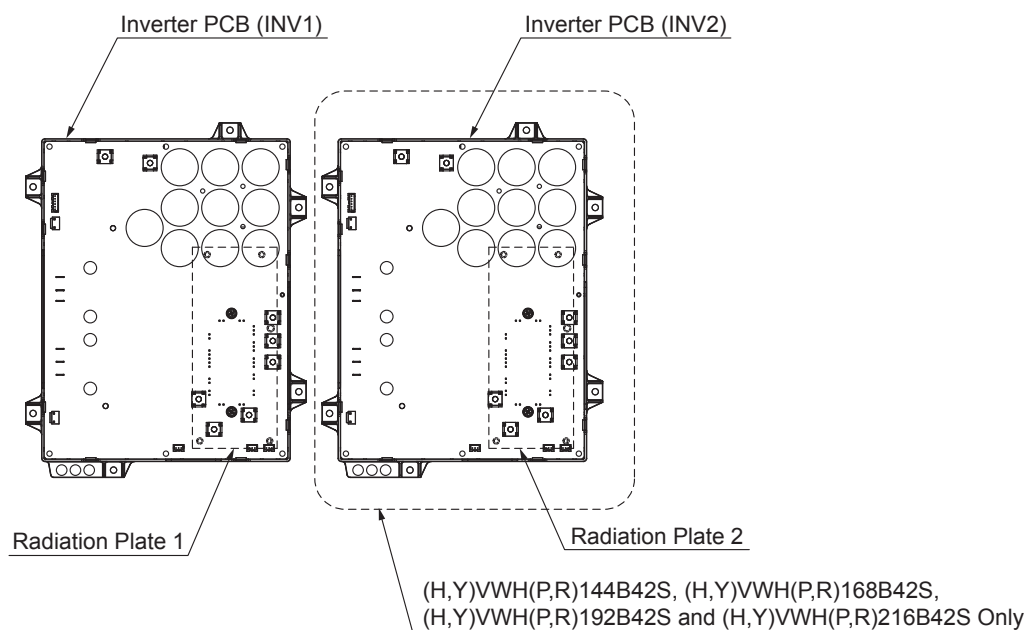 Inverter PCB (INV1)
Inverter PCB (INV2)
Radiation Plate 1
Radiation Plate 2
(H,Y)VWH(P,R)144B42S, (H,Y)VWH(P,R)168B42S,
(H,Y)VWH(P,R)192B42S and (H,Y)VWH(P,R)216B42S Only